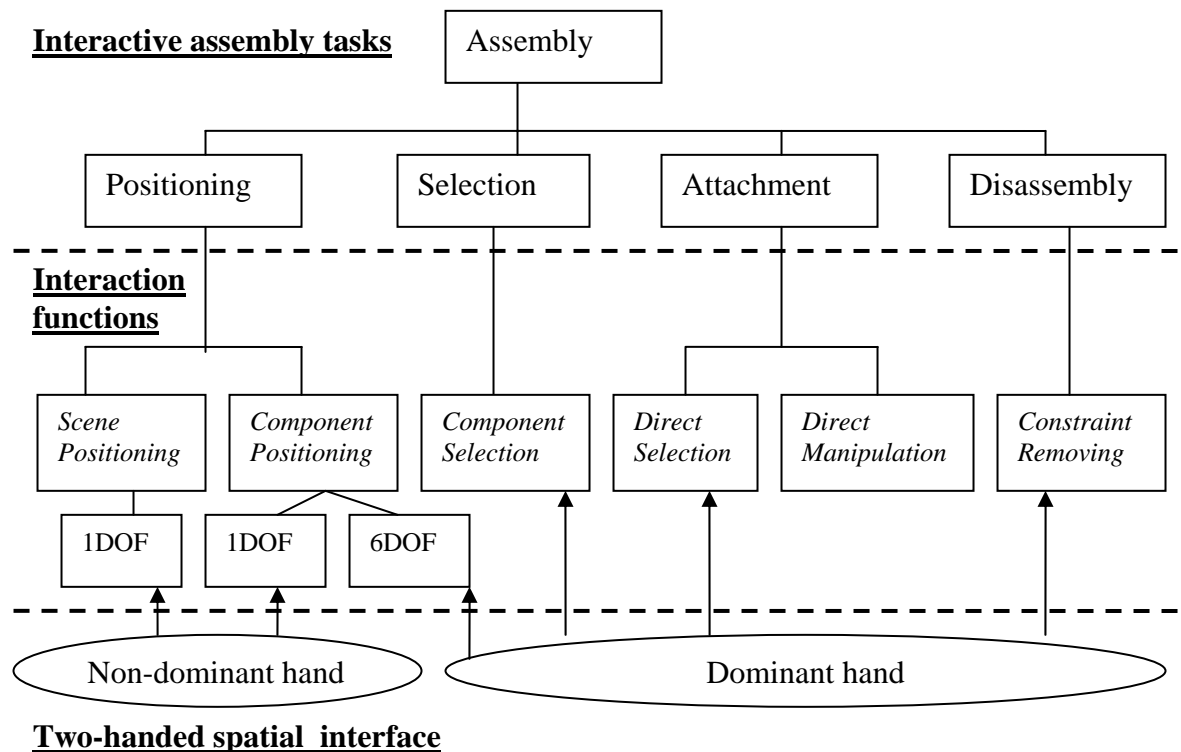 Interactive assembly tasks
Assembly
Positioning
Selection
Attachment
Disassembly
Interaction
functions
Scene
Positioning
Component
Positioning
Component
Selection
Direct
Selection
Direct
Manipulation
Constraint
Removing
1DOF
1DOF
6DOF
Non-dominant hand
Dominant hand
Two-handed spatial interface